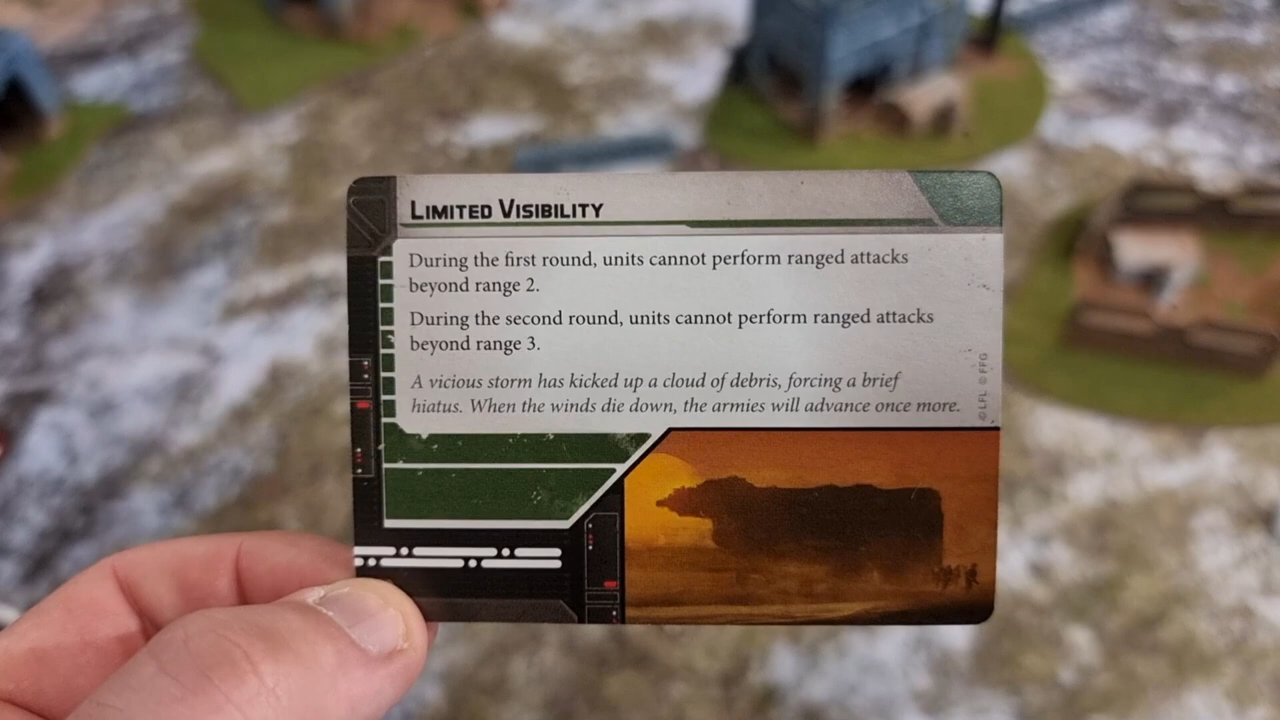 Limited Visibility
During the first round, units cannot perform ranged attacks
beyond range 2.
During the second round, units cannot perform ranged attacks
beyond range 3.
A vicious storm has kicked up a cloud of debris, forcing a brief
hiatus. When the winds die down, the armies will advance once more.
© LFL © FFG